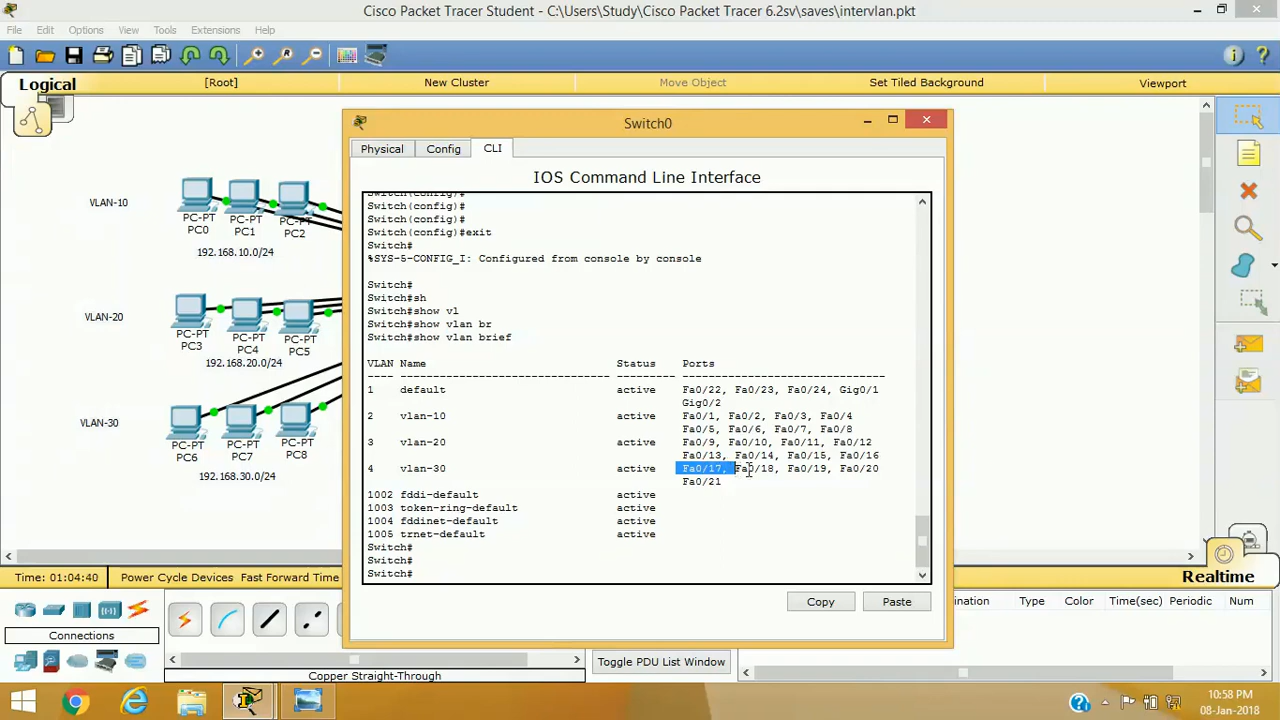 Cisco Packet Tracer Student - C:\Users\Study\Cisco Packet Tracer 6.2sv\saves\intervlan.pkt
File Edit Options View Tools Extensions Help
Logical [Root] New Cluster Move Object Set Tiled Background Viewport
Switch0
Physical Config CLI
IOS Command Line Interface
Switch(config)#
Switch(config)#
Switch(config)#
Switch(config)#exit
Switch#
%SYS-5-CONFIG_I: Configured from console by console
Switch#
Switch#sh
Switch#show vl
Switch#show vlan br
Switch#show vlan brief
VLAN Name Status Ports
---- -------------------------------- --------- -------------------------------
1 default active Fa0/22, Fa0/23, Fa0/24, Gig0/1
Gig0/2
2 vlan-10 active Fa0/1, Fa0/2, Fa0/3, Fa0/4
Fa0/5, Fa0/6, Fa0/7, Fa0/8
3 vlan-20 active Fa0/9, Fa0/10, Fa0/11, Fa0/12
Fa0/13, Fa0/14, Fa0/15, Fa0/16
4 vlan-30 active Fa0/17, Fa0/18, Fa0/19, Fa0/20
Fa0/21
1002 fddi-default active
1003 token-ring-default active
1004 fddinet-default active
1005 trnet-default active
Switch#
Switch#
Switch#
Copy Paste
VLAN-10
PC-PT PC-PT PC-PT
PC0 PC1 PC2
192.168.10.0/24
VLAN-20
PC-PT PC-PT PC-PT
PC3 PC4 PC5
192.168.20.0/24
VLAN-30
PC-PT PC-PT PC-PT
PC6 PC7 PC8
192.168.30.0/24
Time: 01:04:40 Power Cycle Devices Fast Forward Time
Realtime
Connections
Copper Straight-Through
Toggle PDU List Window
Type Color Time(sec) Periodic Num
10:58 PM
08-Jan-2018